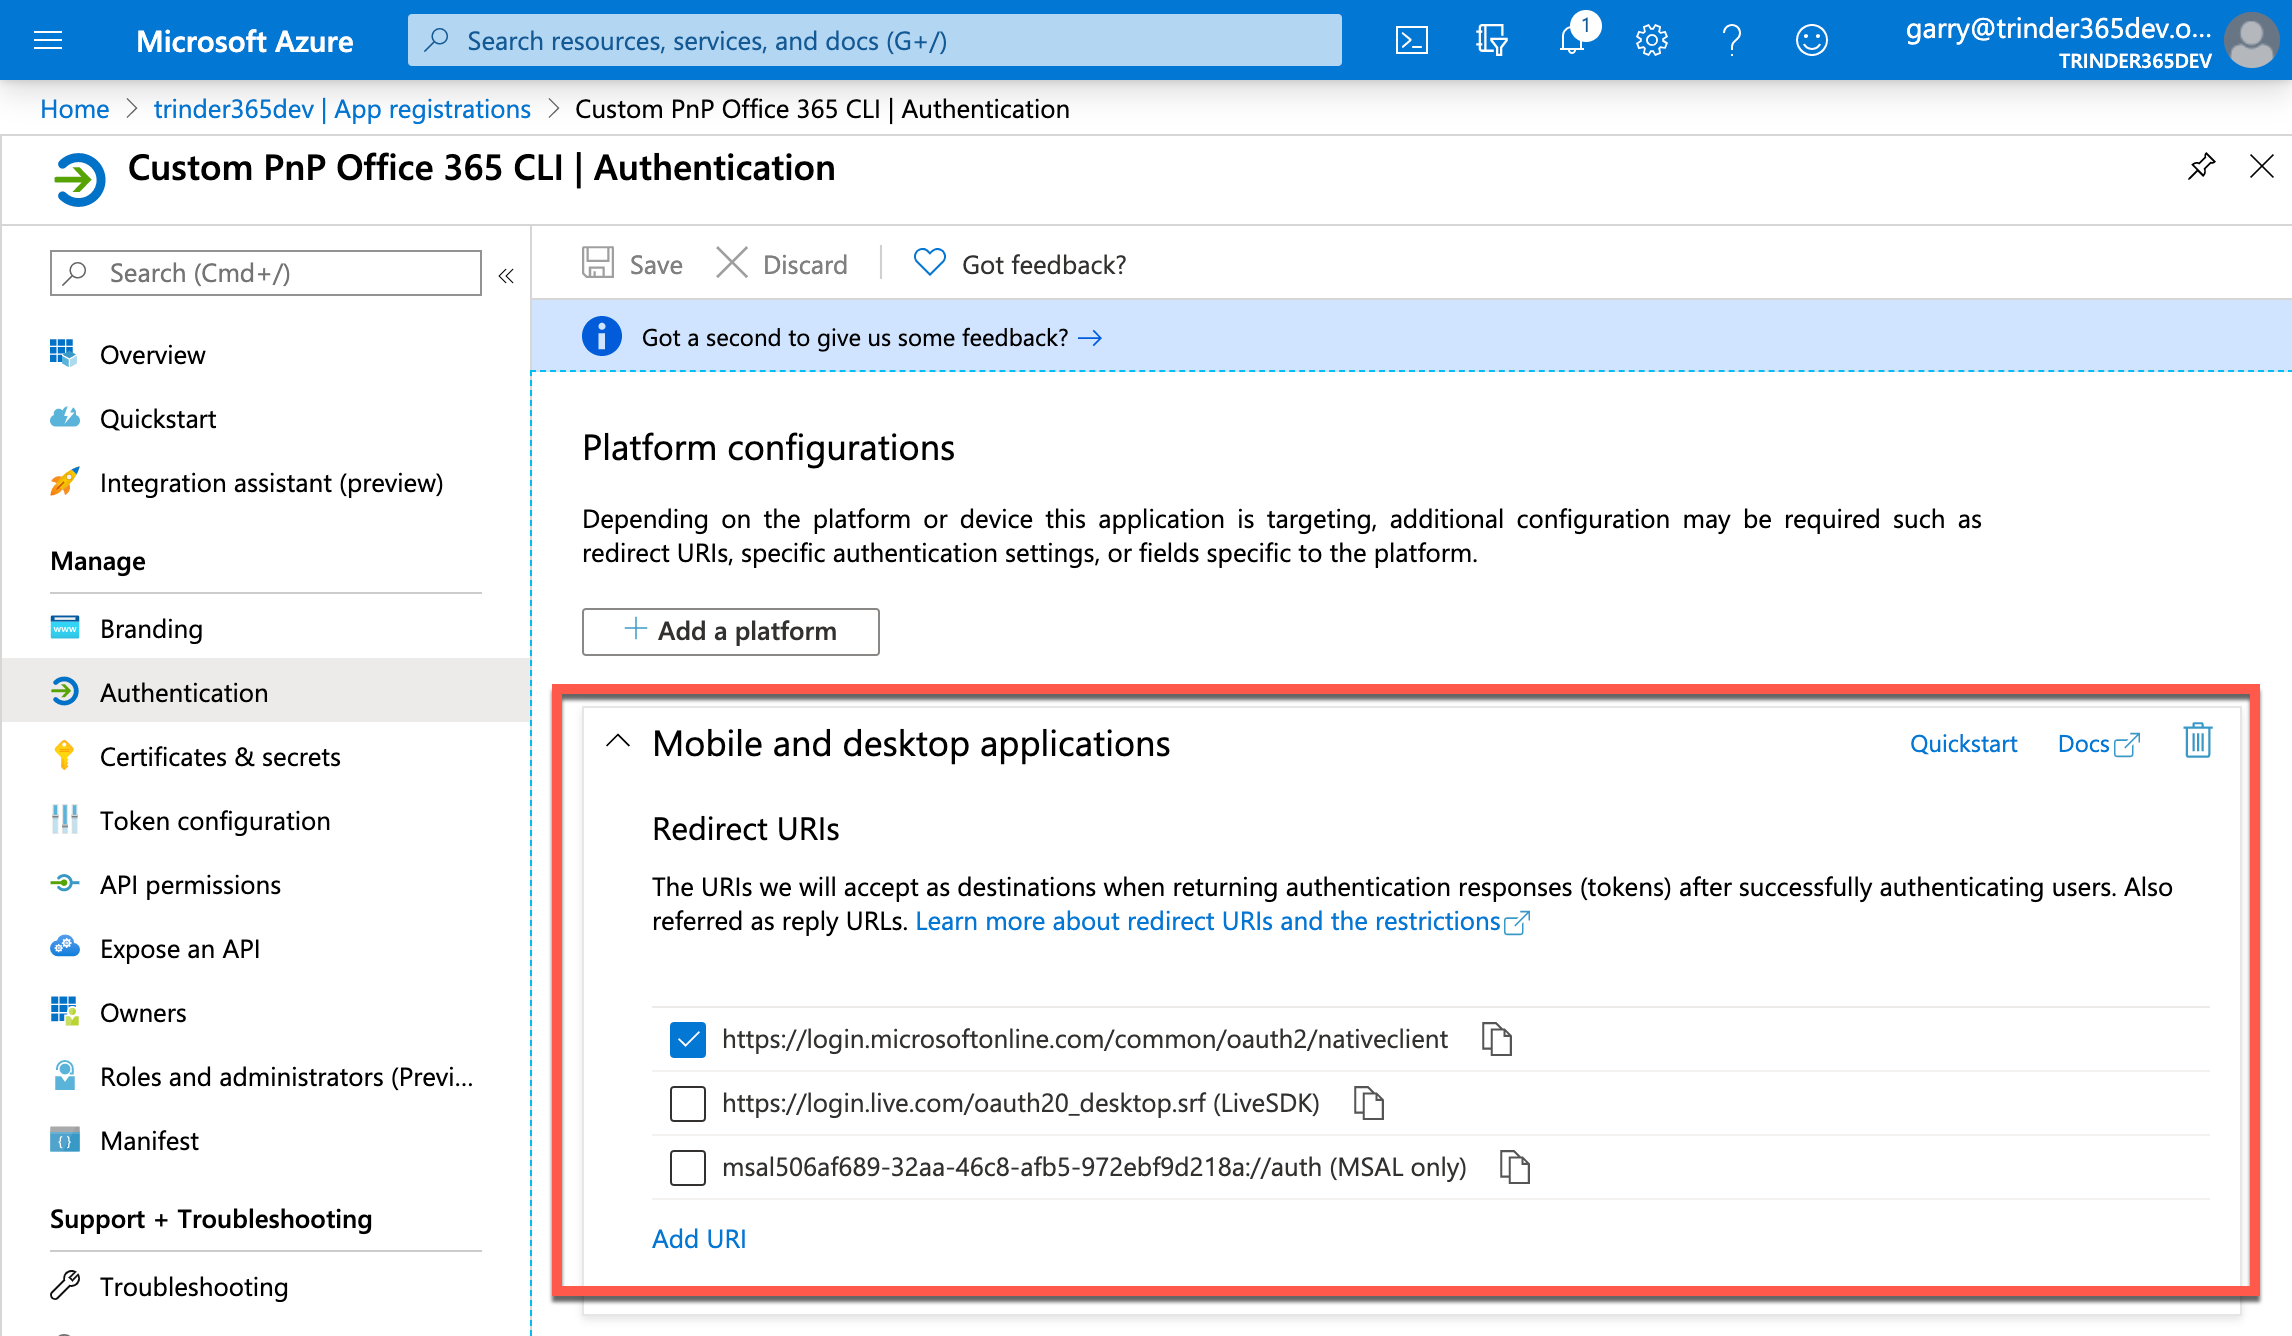 Microsoft Azure
Search resources, services, and docs (G+/)
1
garry@trinder365dev.o...
TRINDER365DEV
Home > trinder365dev | App registrations > Custom PnP Office 365 CLI | Authentication
Custom PnP Office 365 CLI | Authentication
Search (Cmd+/)
«
Overview
Quickstart
Integration assistant (preview)
Manage
Branding
Authentication
Certificates & secrets
Token configuration
API permissions
Expose an API
Owners
Roles and administrators (Previ...
Manifest
Support + Troubleshooting
Troubleshooting
Save
Discard
Got feedback?
Got a second to give us some feedback? →
Platform configurations
Depending on the platform or device this application is targeting, additional configuration may be required such as
redirect URIs, specific authentication settings, or fields specific to the platform.
+ Add a platform
Mobile and desktop applications
Quickstart
Docs
Redirect URIs
The URIs we will accept as destinations when returning authentication responses (tokens) after successfully authenticating users. Also
referred as reply URLs. Learn more about redirect URIs and the restrictions
https://login.microsoftonline.com/common/oauth2/nativeclient
https://login.live.com/oauth20_desktop.srf (LiveSDK)
msal506af689-32aa-46c8-afb5-972ebf9d218a://auth (MSAL only)
Add URI